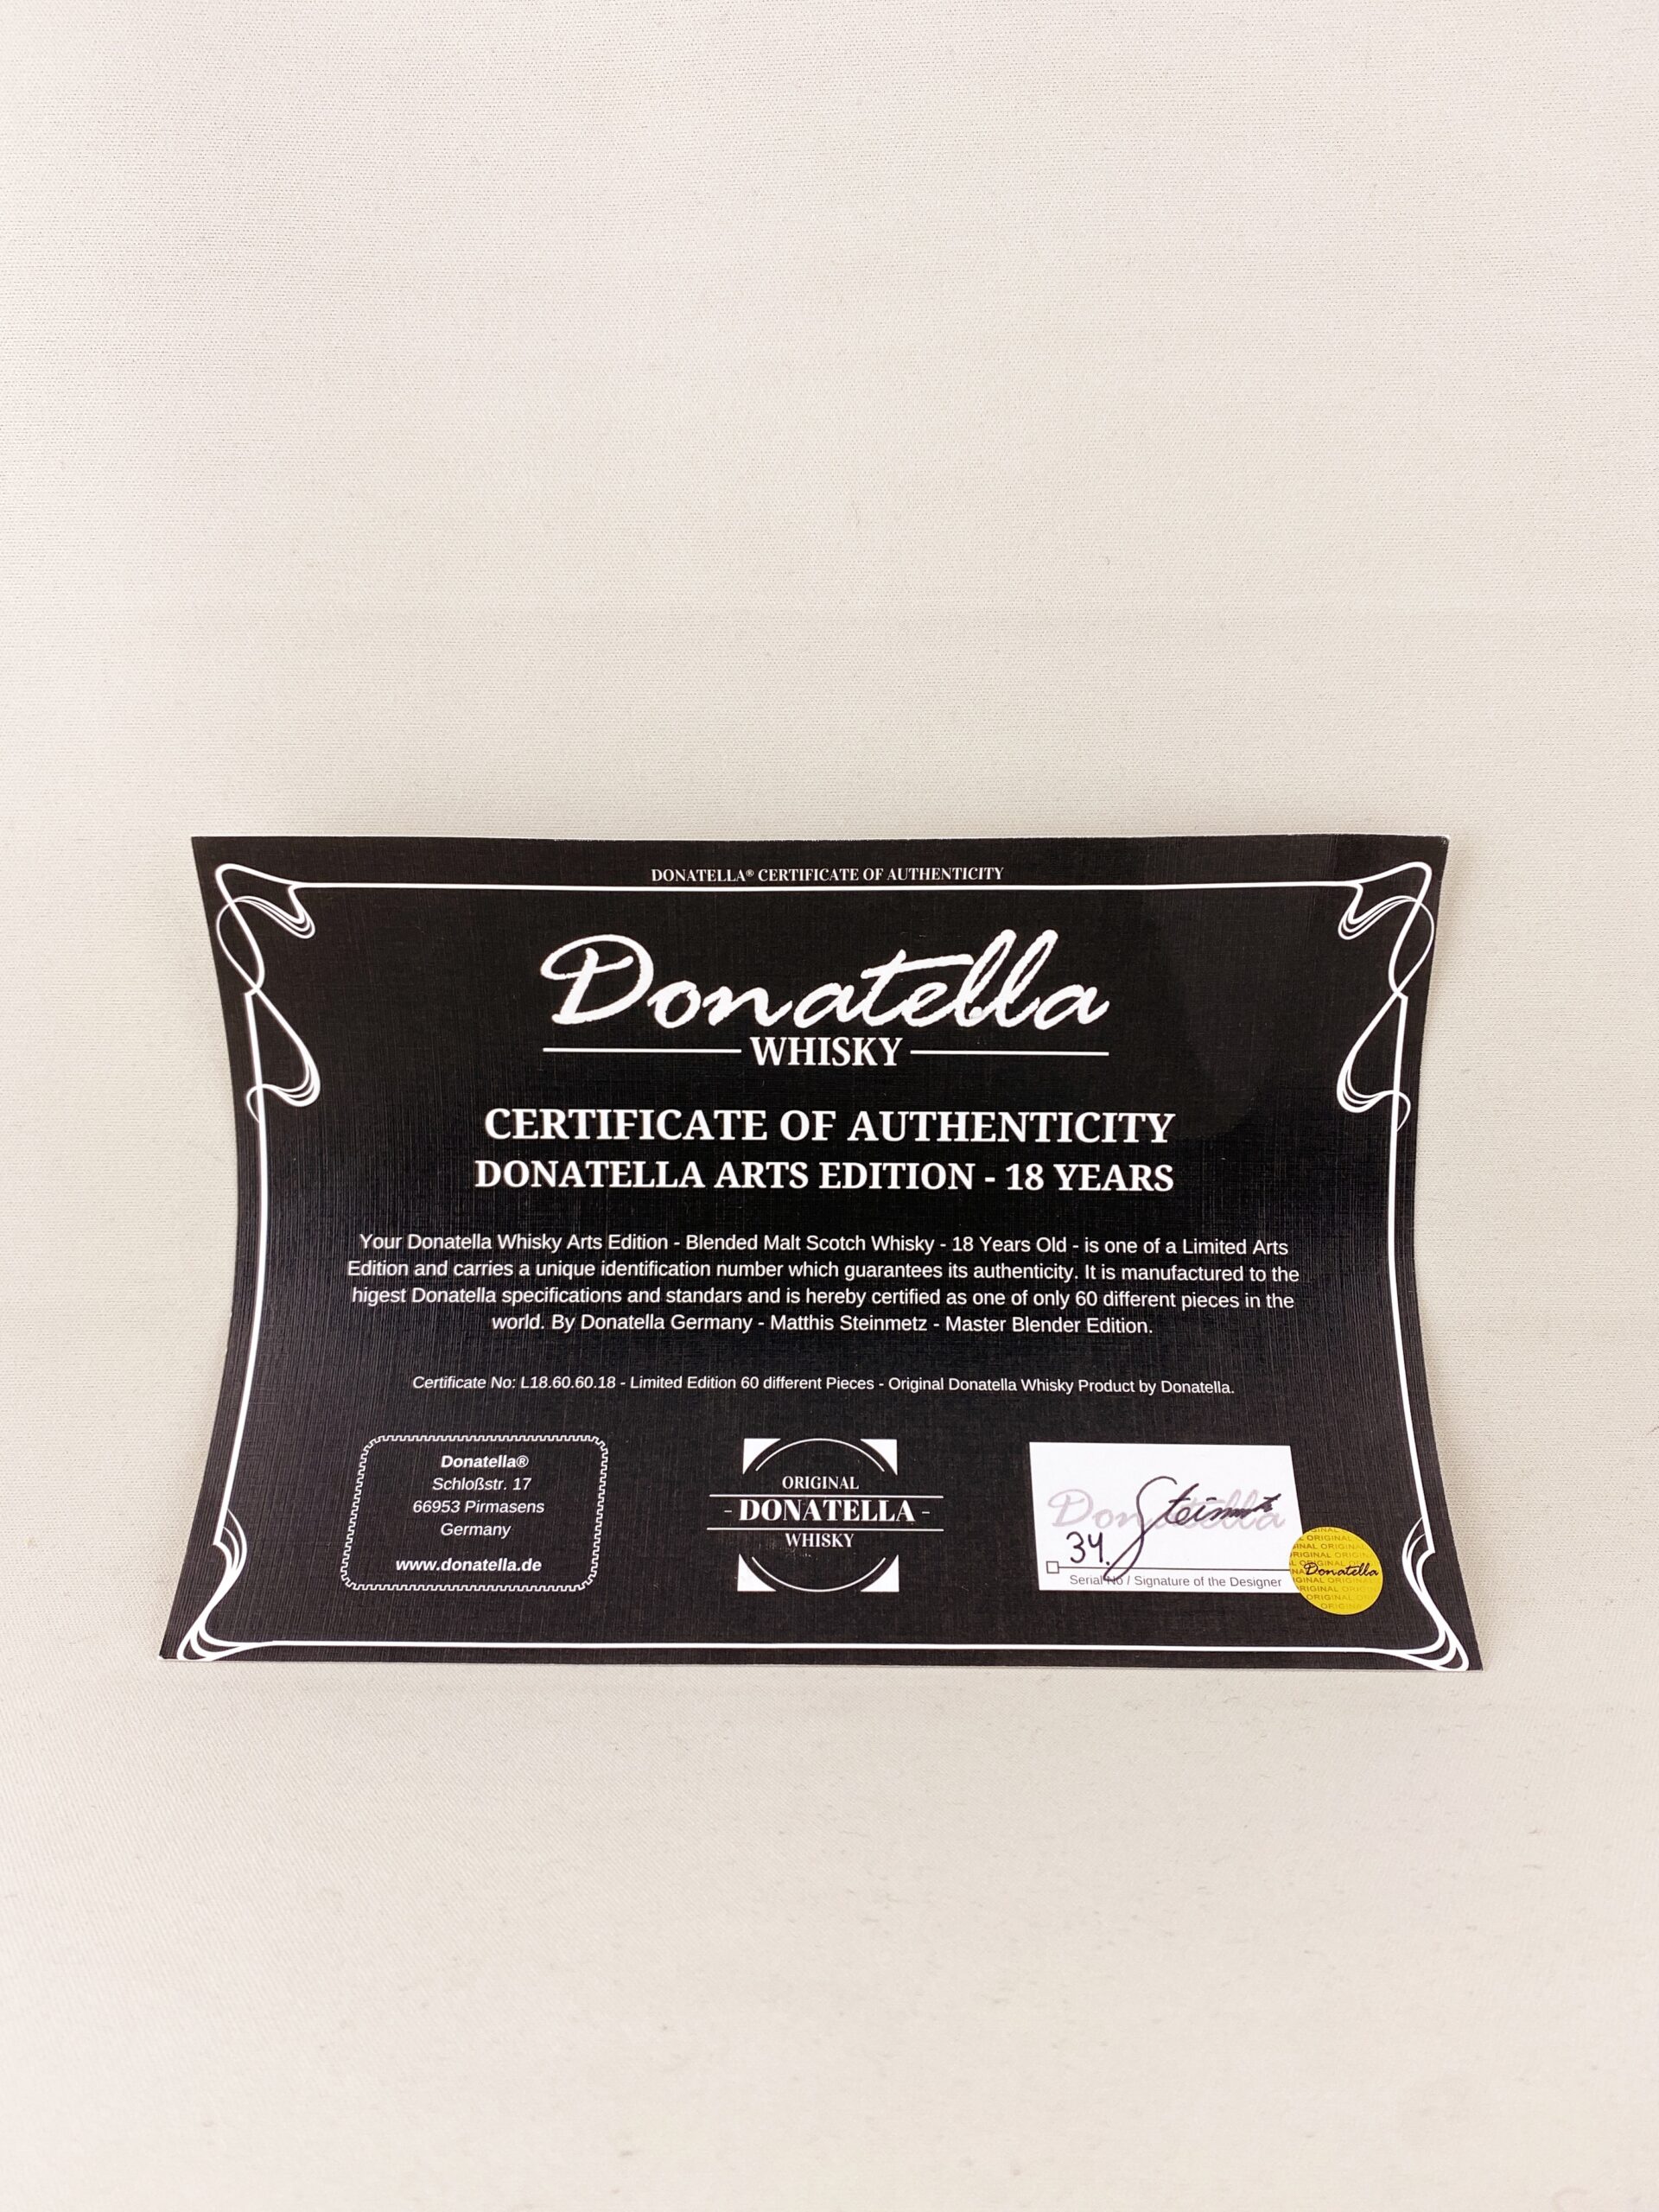 DONATELLA® CERTIFICATE OF AUTHENTICITY
Donatella
WHISKY
CERTIFICATE OF AUTHENTICITY
DONATELLA ARTS EDITION - 18 YEARS
Your Donatella Whisky Arts Edition - Blended Malt Scotch Whisky - 18 Years Old - is one of a Limited Arts
Edition and carries a unique identification number which guarantees its authenticity. It is manufactured to the
higest Donatella specifications and standars and is hereby certified as one of only 60 different pieces in the
world. By Donatella Germany - Matthis Steinmetz - Master Blender Edition.
Certificate No: L18.60.60.18 - Limited Edition 60 different Pieces - Original Donatella Whisky Product by Donatella.
Donatella®
Schloßstr. 17
66953 Pirmasens
Germany
www.donatella.de
ORIGINAL
- DONATELLA -
WHISKY
Donatella
34.
Serial No / Signature of the Designer
Donatella